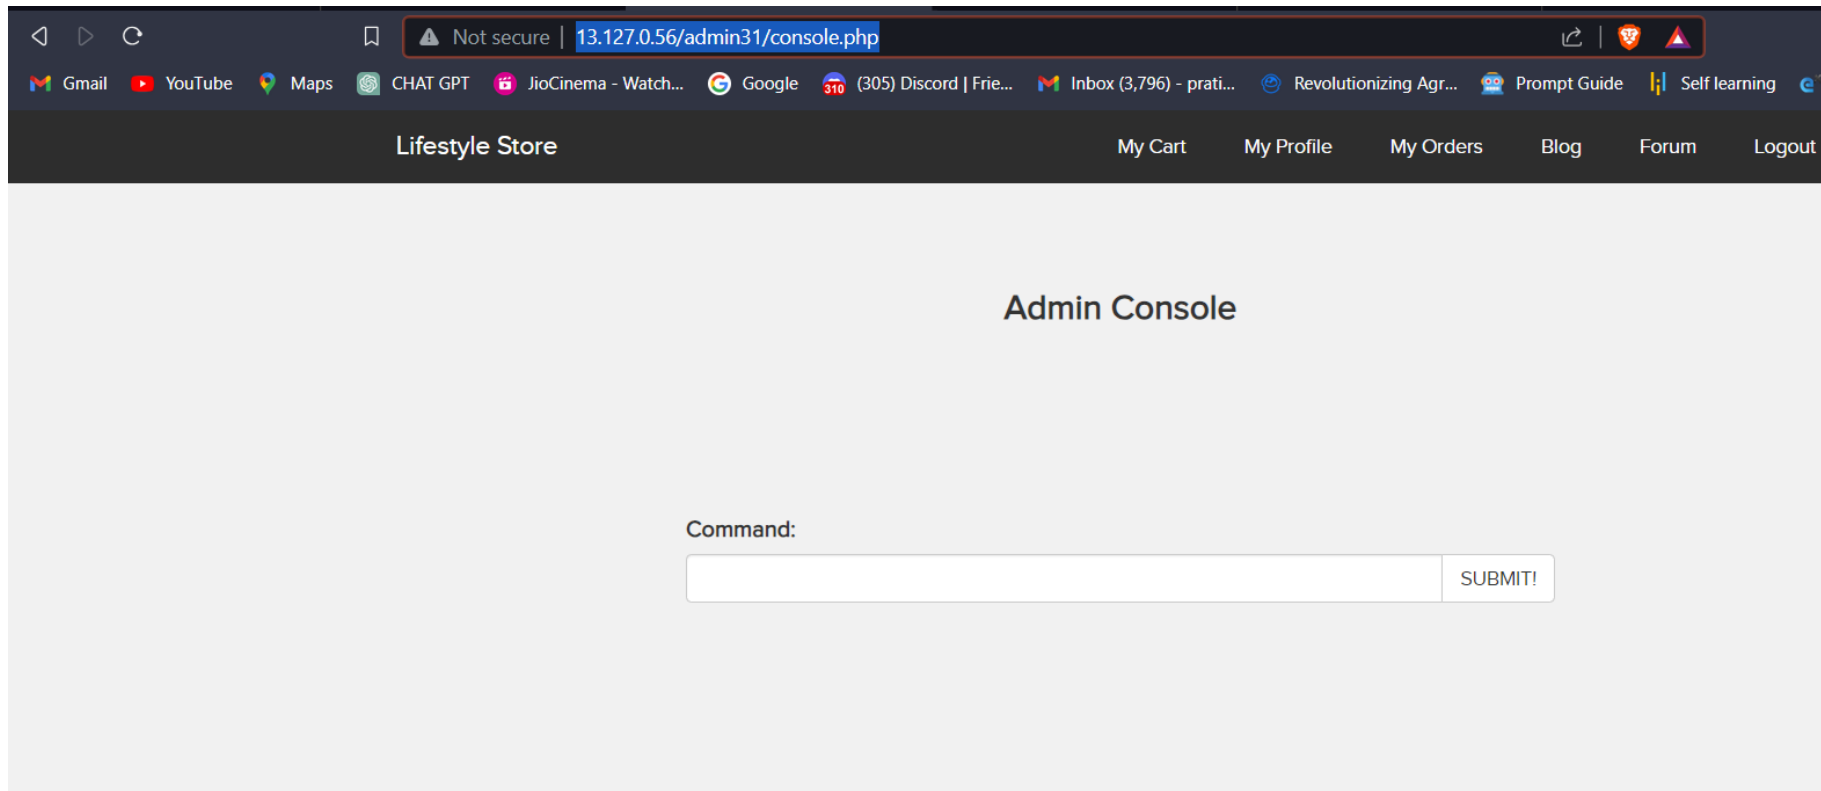 Not secure | 13.127.0.56/admin31/console.php
Gmail YouTube Maps CHAT GPT JioCinema - Watch... Google 310 (305) Discord | Frie... Inbox (3,796) - prati... Revolutionizing Agr... Prompt Guide Self learning
Lifestyle Store My Cart My Profile My Orders Blog Forum Logout
Admin Console
Command:
SUBMIT!